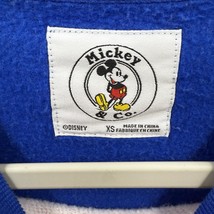 Mickey
& Co.
©DISNEY XS MADE IN CHINA
FABRIQUÉ EN CHINE